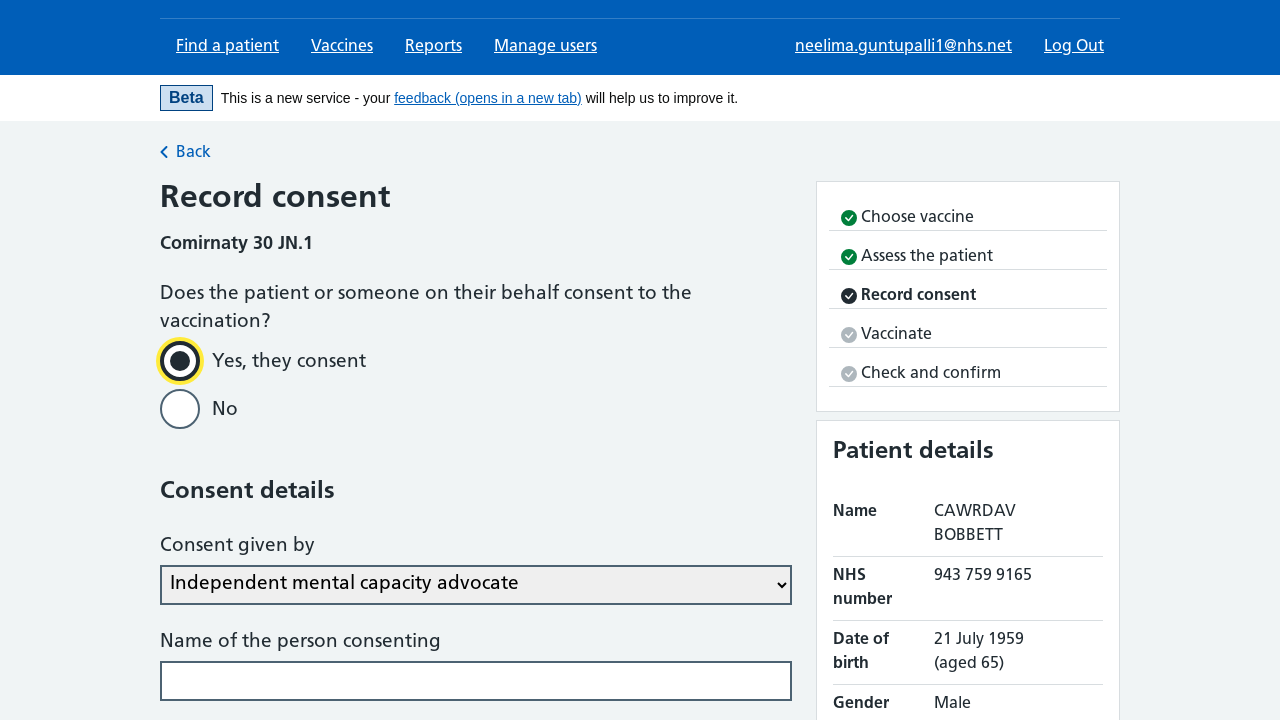 Find a patient
Vaccines
Reports
Manage users
neelima.guntupalli1@nhs.net
Log Out
Beta
This is a new service - your feedback (opens in a new tab) will help us to improve it.
Back
Record consent
Comirnaty 30 JN.1
Does the patient or someone on their behalf consent to the
vaccination?
Yes, they consent
No
Consent details
Consent given by
Independent mental capacity advocate
Name of the person consenting
Choose vaccine
Assess the patient
Record consent
Vaccinate
Check and confirm
Patient details
Name
CAWRDAV
BOBBETT
NHS
number
943 759 9165
Date of
birth
21 July 1959
(aged 65)
Gender
Male